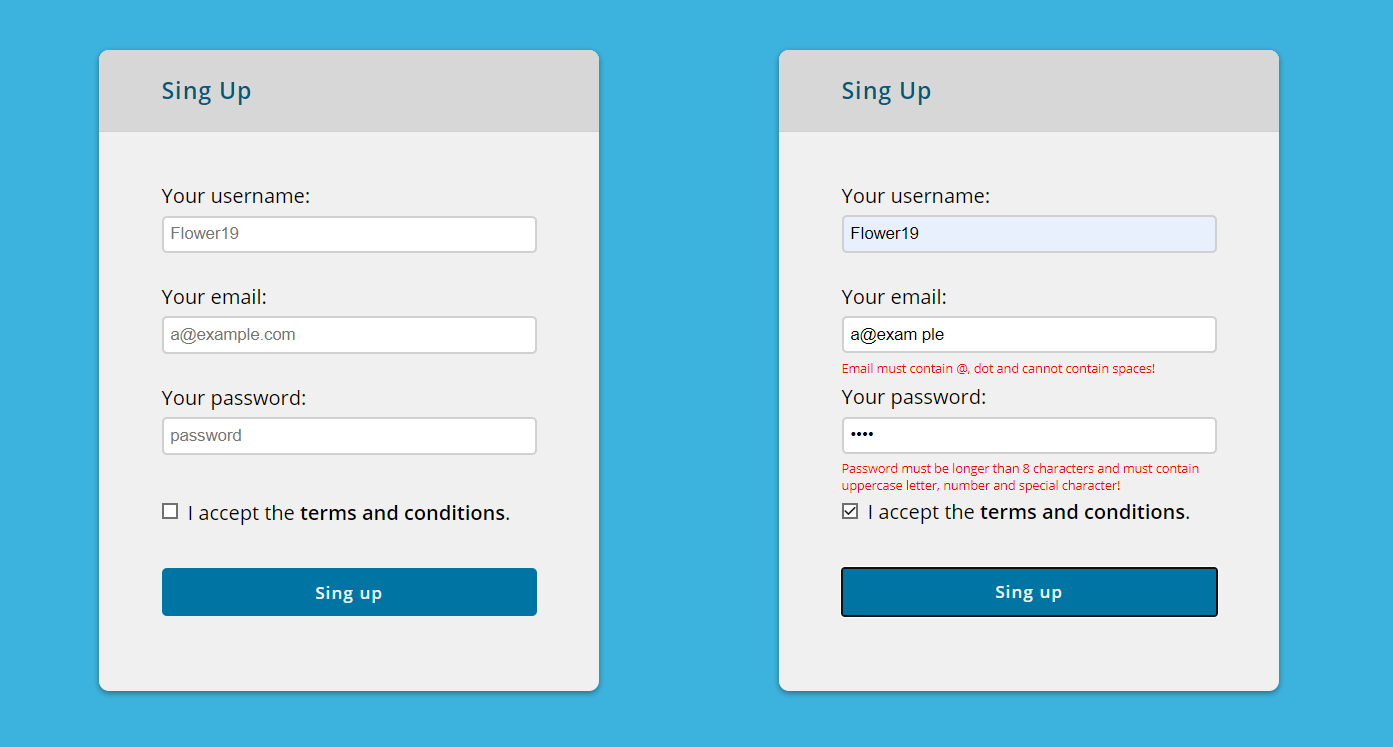 Sing Up
Your username:
Flower19
Your email:
a@example.com
Your password:
password
I accept the terms and conditions.
Sing up
Sing Up
Your username:
Flower19
Your email:
a@exam ple
Email must contain @, dot and cannot contain spaces!
Your password:
••••
Password must be longer than 8 characters and must contain
uppercase letter, number and special character!
I accept the terms and conditions.
Sing up